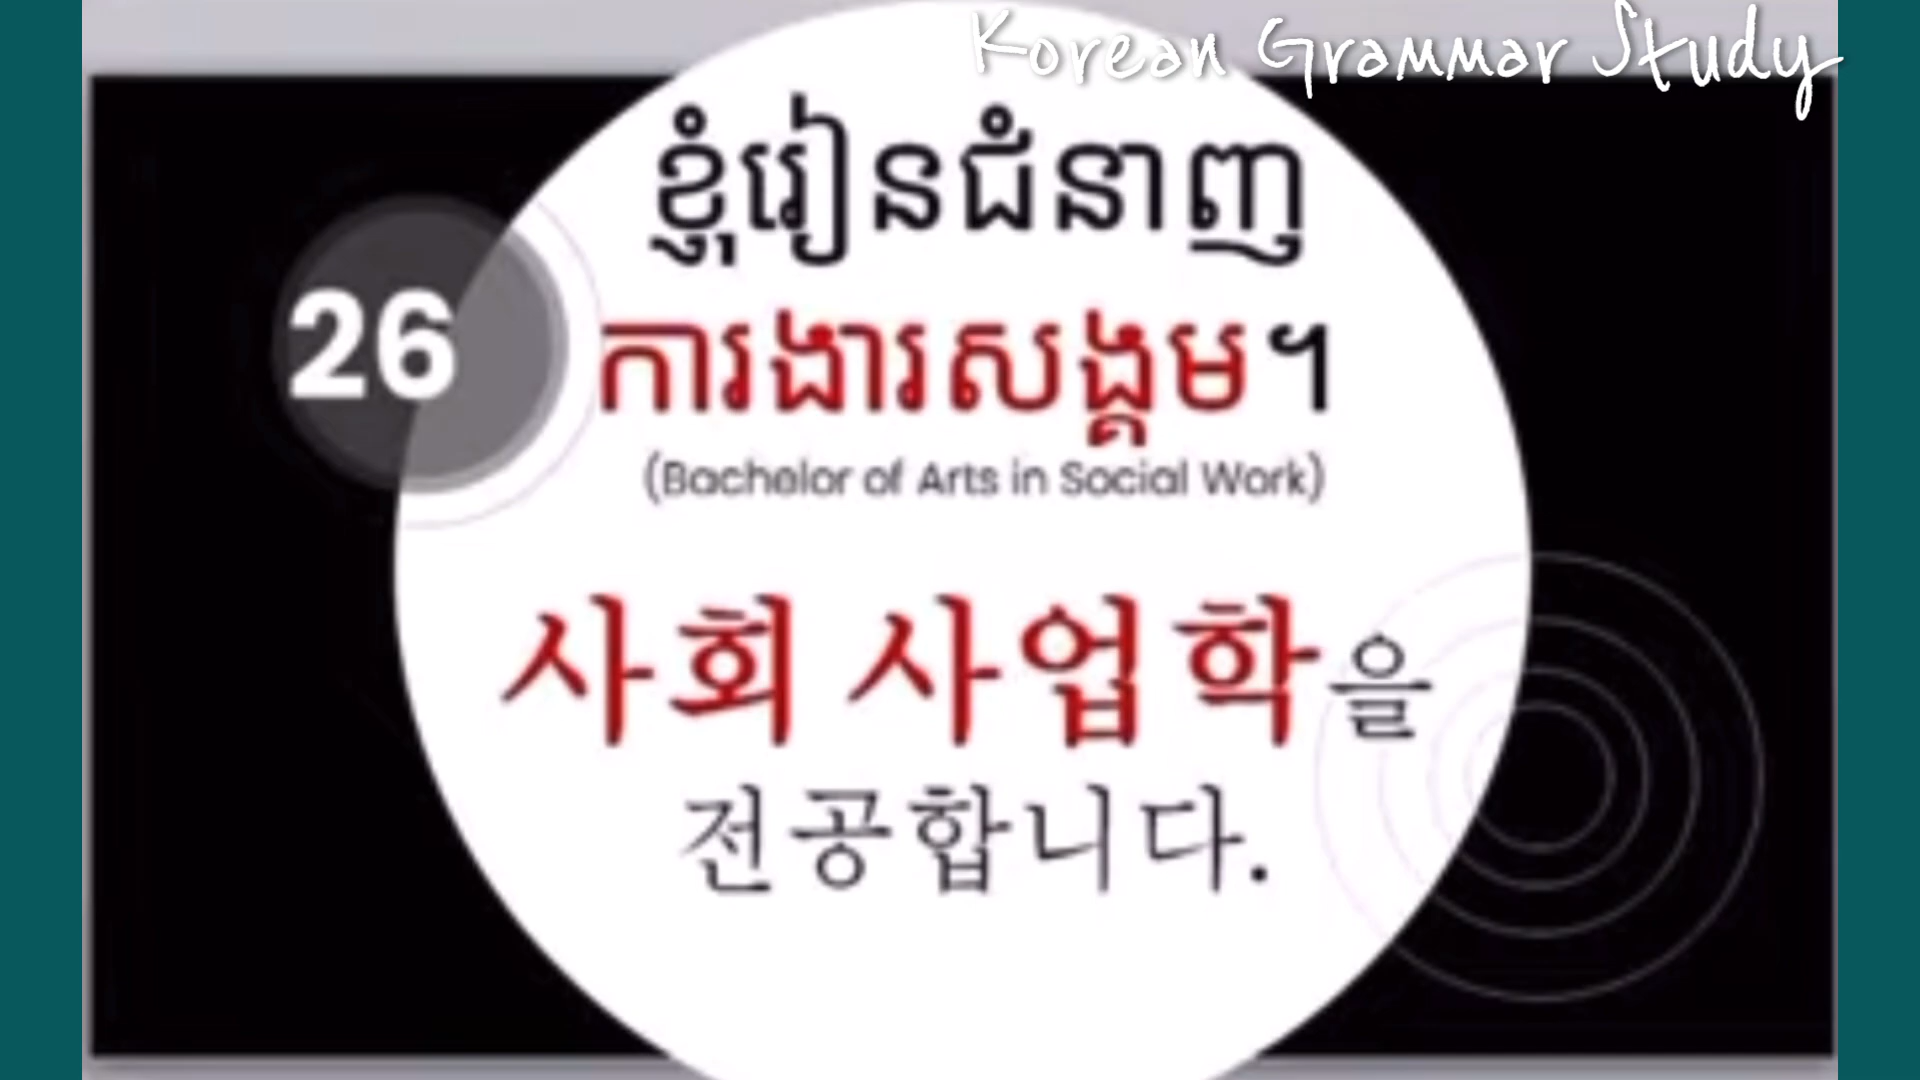 Korean Grammar Study
ខ្ញុំរៀនជំនាញ
26
ការងារសង្គម។
(Bachelor of Arts in Social Work)
사회 사업학을
전공합니다.